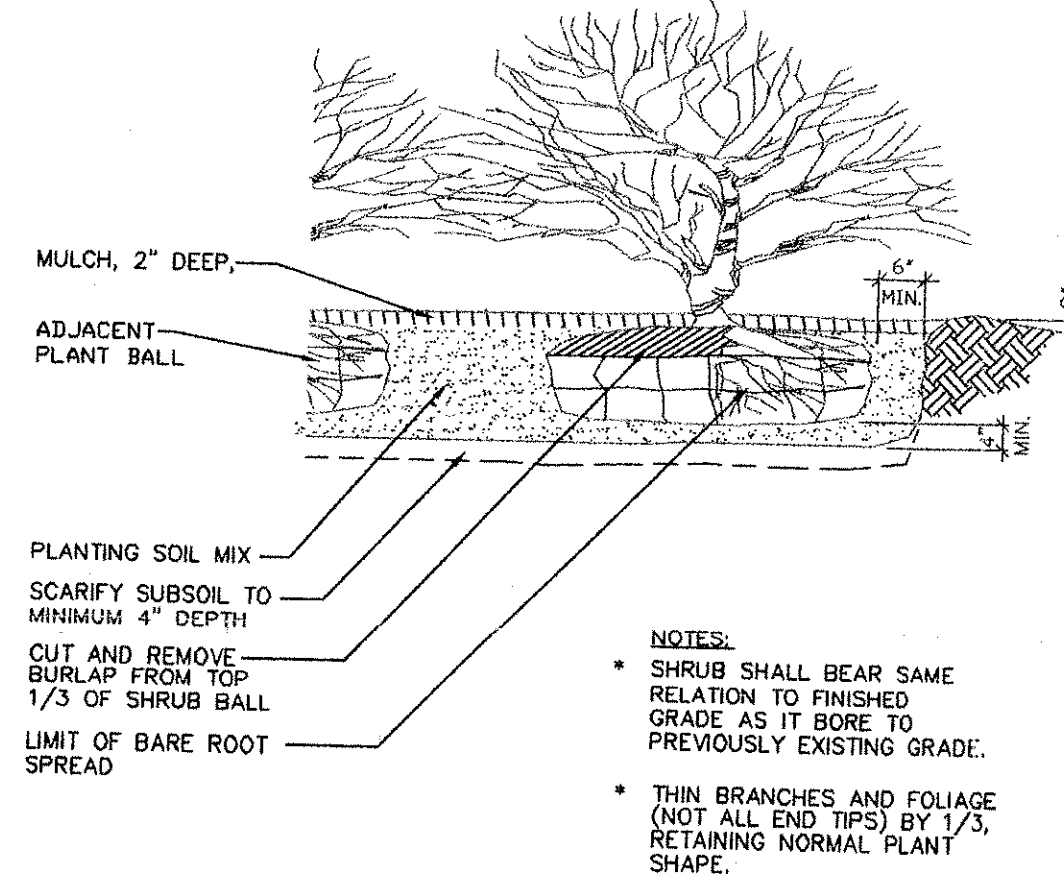 MULCH, 2" DEEP,
ADJACENT
PLANT BALL
6"
MIN.
4"
MIN.
PLANTING SOIL MIX
SCARIFY SUBSOIL TO
MINIMUM 4" DEPTH
CUT AND REMOVE
BURLAP FROM TOP
1/3 OF SHRUB BALL
LIMIT OF BARE ROOT
SPREAD
NOTES:
* SHRUB SHALL BEAR SAME
RELATION TO FINISHED
GRADE AS IT BORE TO
PREVIOUSLY EXISTING GRADE.
* THIN BRANCHES AND FOLIAGE
(NOT ALL END TIPS) BY 1/3,
RETAINING NORMAL PLANT
SHAPE.